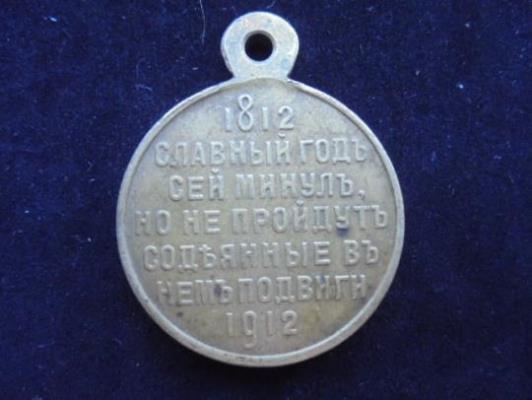 1812
СЛАВНЫЙ ГОДЪ
СЕЙ МИНУЛЪ,
НО НЕ ПРОЙДУТЪ
СОДѢЯННЫЕ ВЪ
НЕМЪ ПОДВИГИ
1912